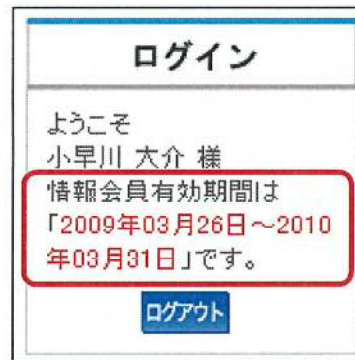 ログイン
ようこそ
小早川 大介 様
情報会員有効期間は
「2009年03月26日～2010
年03月31日」です。
ログアウト